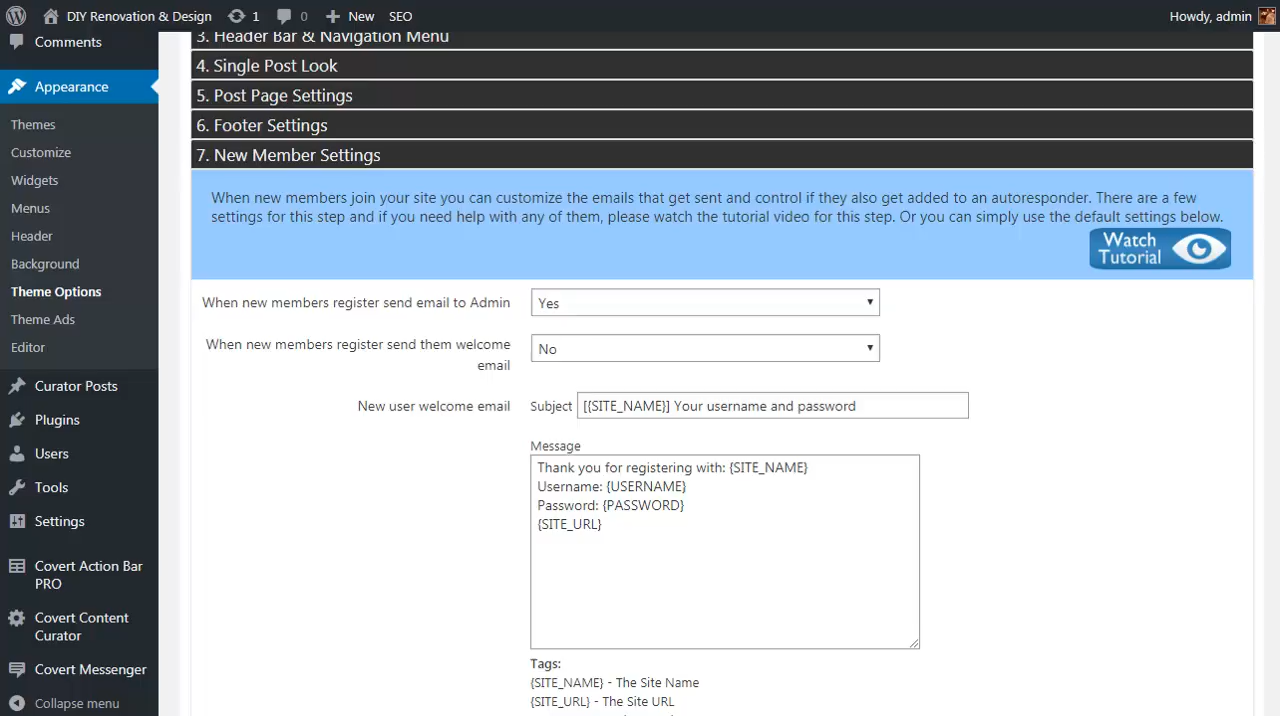 DIY Renovation & Design 1 0 New SEO Howdy, admin
Comments
Appearance
Themes
Customize
Widgets
Menus
Header
Background
Theme Options
Theme Ads
Editor
Curator Posts
Plugins
Users
Tools
Settings
Covert Action Bar
PRO
Covert Content
Curator
Covert Messenger
Collapse menu
3. Header Bar & Navigation Menu
4. Single Post Look
5. Post Page Settings
6. Footer Settings
7. New Member Settings
When new members join your site you can customize the emails that get sent and control if they also get added to an autoresponder. There are a few
settings for this step and if you need help with any of them, please watch the tutorial video for this step. Or you can simply use the default settings below.
Watch
Tutorial
When new members register send email to Admin Yes
When new members register send them welcome
email
No
New user welcome email Subject [{SITE_NAME}] Your username and password
Message
Thank you for registering with: {SITE_NAME}
Username: {USERNAME}
Password: {PASSWORD}
{SITE_URL}
Tags:
{SITE_NAME} - The Site Name
{SITE_URL} - The Site URL